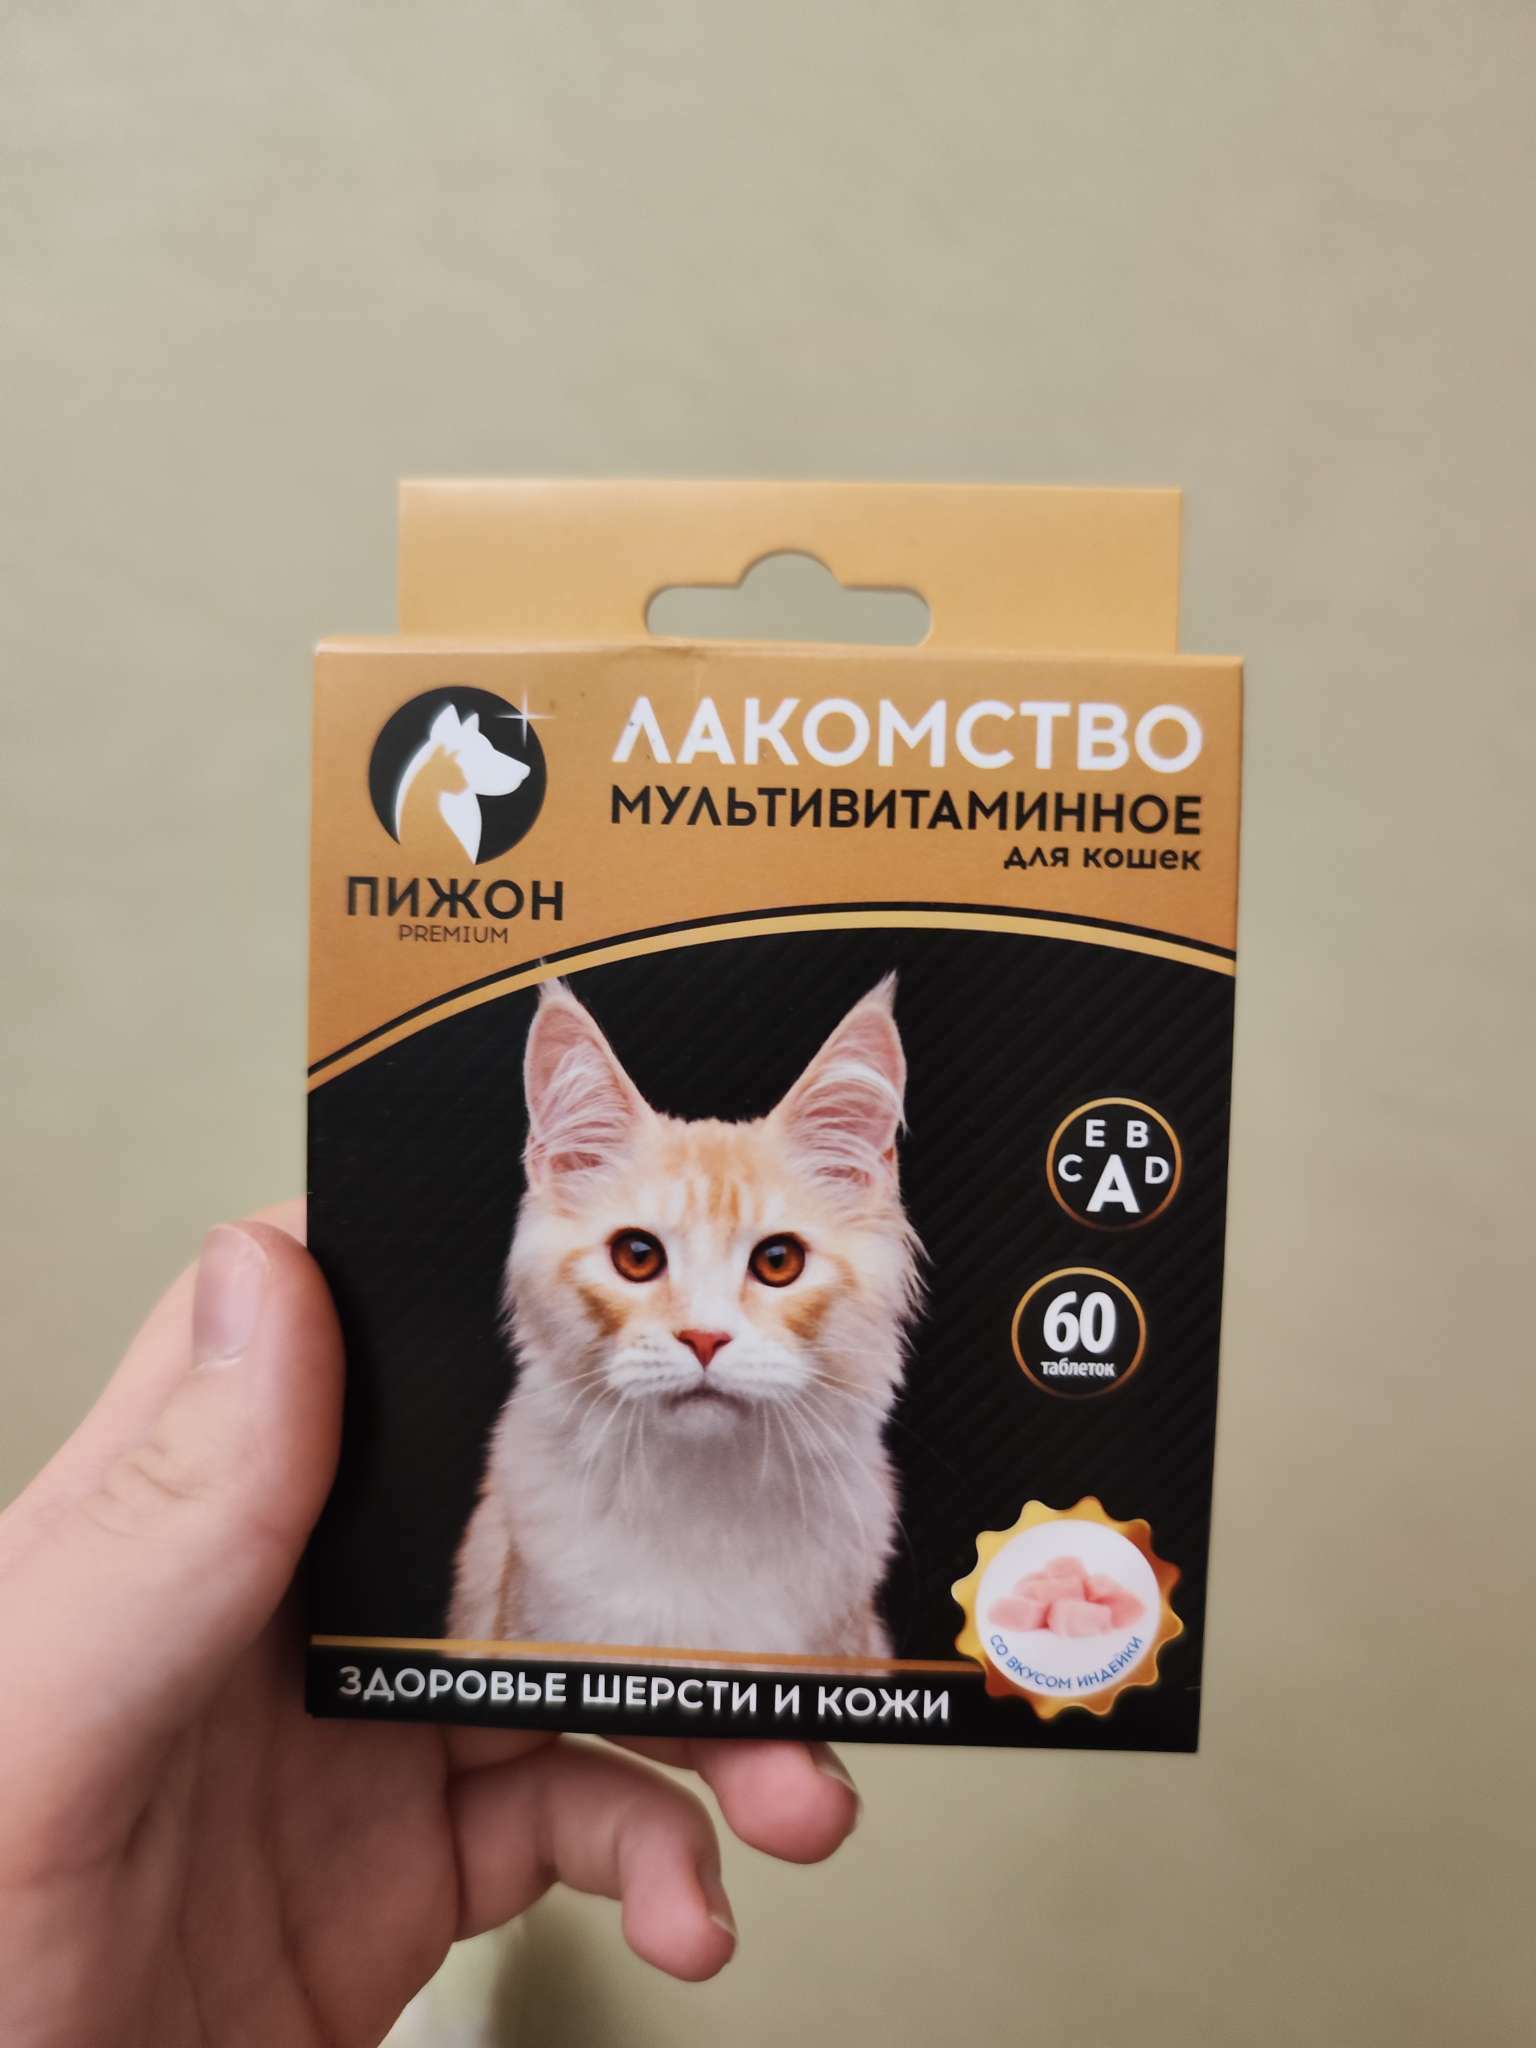 ЛАКОМСТВО
МУЛЬТИВИТАМИННОЕ
для кошек
ПИЖОН
PREMIUM
E B
C A D
60
таблеток
СО ВКУСОМ ИНДЕЙКИ
ЗДОРОВЬЕ ШЕРСТИ И КОЖИ